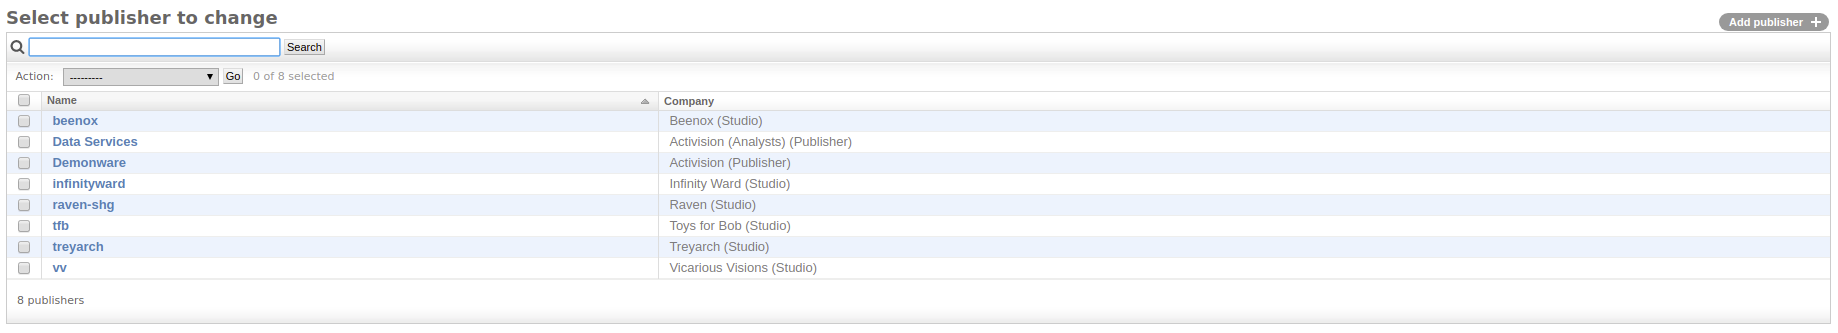 Select publisher to change
Add publisher +
Search
Action: --------- Go 0 of 8 selected
Name Company
beenox Beenox (Studio)
Data Services Activision (Analysts) (Publisher)
Demonware Activision (Publisher)
infinityward Infinity Ward (Studio)
raven-shg Raven (Studio)
tfb Toys for Bob (Studio)
treyarch Treyarch (Studio)
vv Vicarious Visions (Studio)
8 publishers